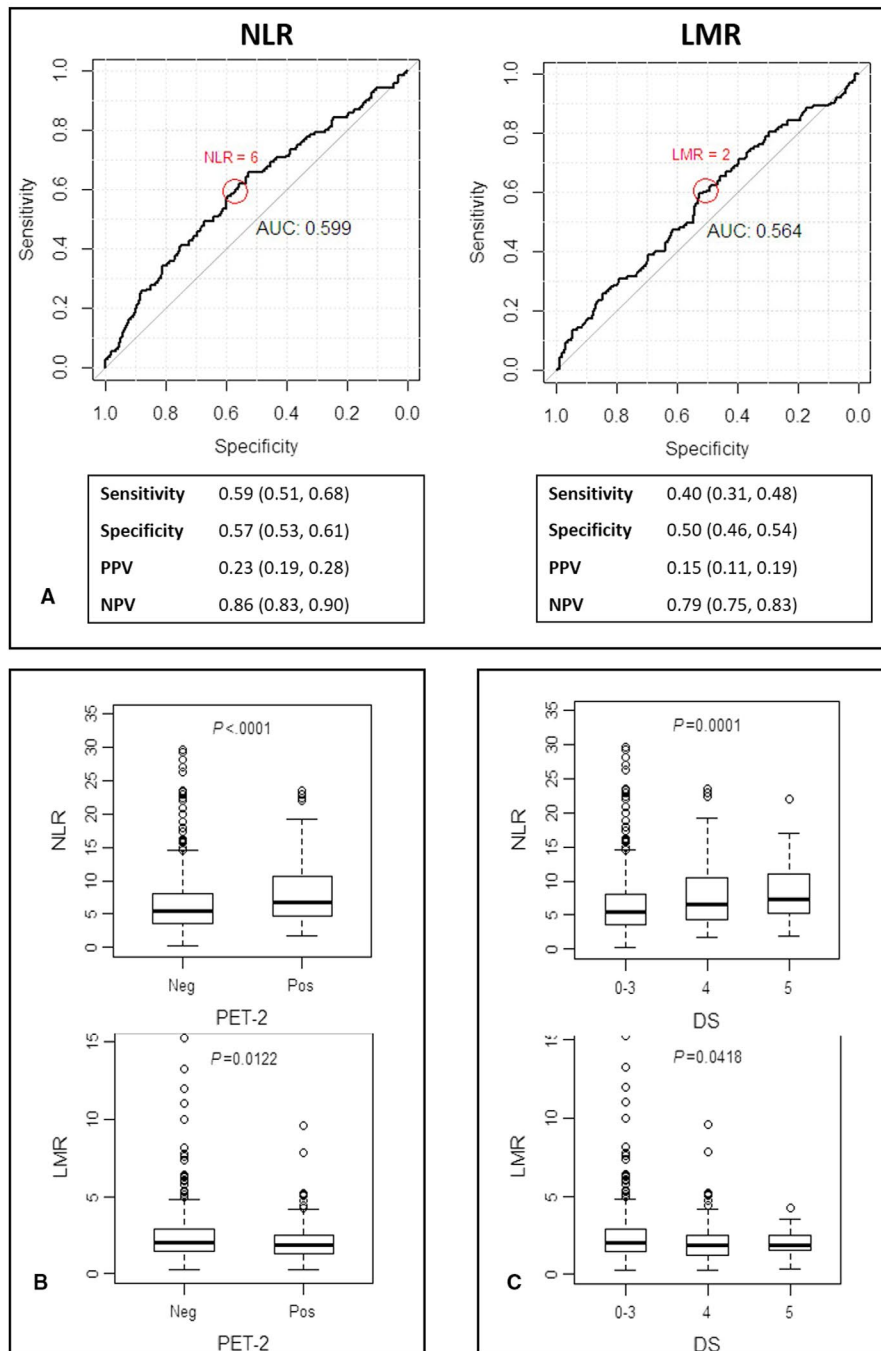 NLR
1.0
0.8
0.6
0.4
0.2
0.0
Sensitivity
NLR = 6
AUC: 0.599
1.0 0.8 0.6 0.4 0.2 0.0
Specificity
Sensitivity 0.59 (0.51, 0.68)
Specificity 0.57 (0.53, 0.61)
PPV 0.23 (0.19, 0.28)
NPV 0.86 (0.83, 0.90)
A
LMR
1.0
0.8
0.6
0.4
0.2
0.0
Sensitivity
LMR = 2
AUC: 0.564
1.0 0.8 0.6 0.4 0.2 0.0
Specificity
Sensitivity 0.40 (0.31, 0.48)
Specificity 0.50 (0.46, 0.54)
PPV 0.15 (0.11, 0.19)
NPV 0.79 (0.75, 0.83)
P<.0001
35
30
25
20
15
10
5
0
NLR
Neg Pos
PET-2
P=0.0122
15
10
5
0
LMR
Neg Pos
PET-2
B
P=0.0001
35
30
25
20
15
10
5
0
NLR
0-3 4 5
DS
P=0.0418
15
10
5
0
LMR
0-3 4 5
DS
C